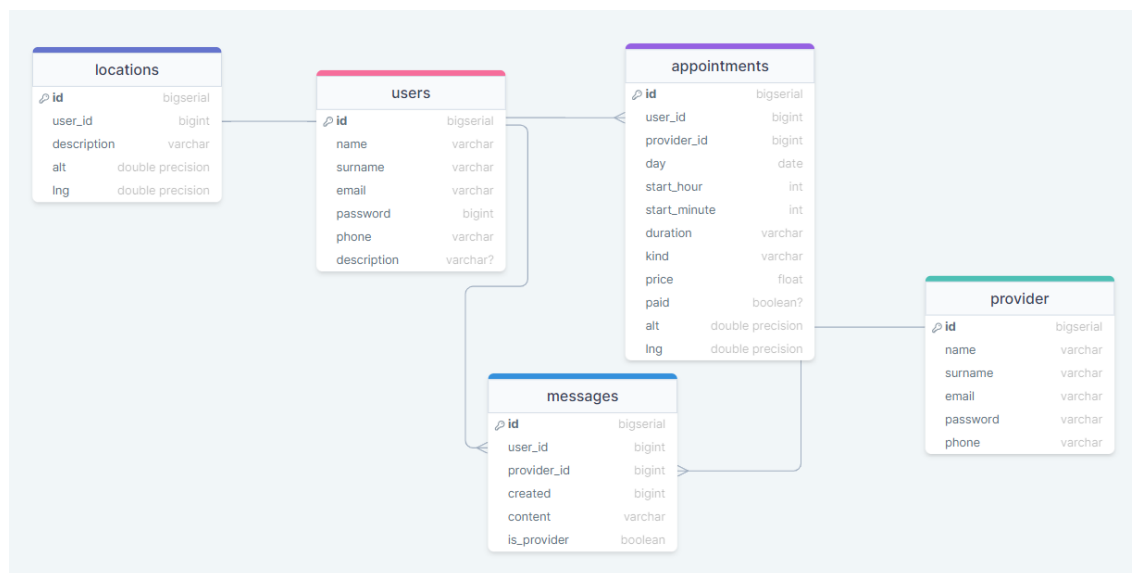 locations
id bigserial
user_id bigint
description varchar
alt double precision
lng double precision
users
id bigserial
name varchar
surname varchar
email varchar
password bigint
phone varchar
description varchar?
appointments
id bigserial
user_id bigint
provider_id bigint
day date
start_hour int
start_minute int
duration varchar
kind varchar
price float
paid boolean?
alt double precision
lng double precision
provider
id bigserial
name varchar
surname varchar
email varchar
password varchar
phone varchar
messages
id bigserial
user_id bigint
provider_id bigint
created bigint
content varchar
is_provider boolean